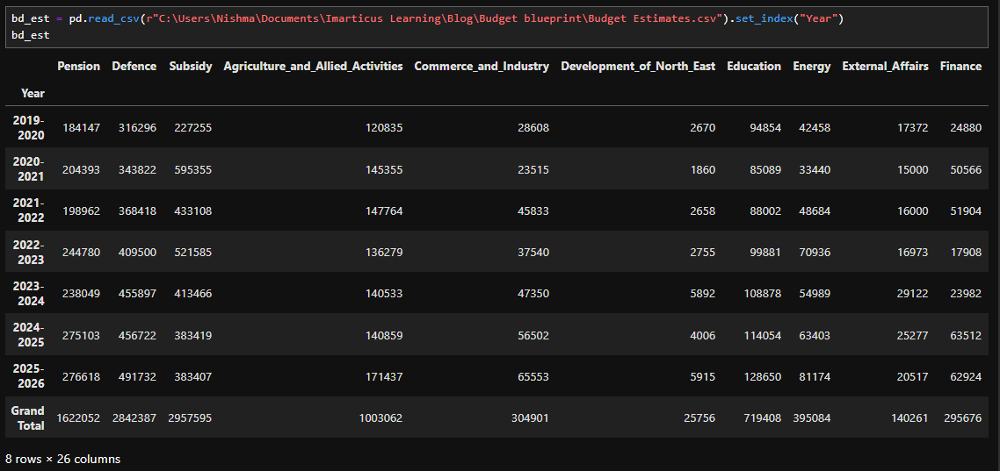 bd_est = pd.read_csv(r"C:\Users\Nishma\Documents\Imarticus Learning\Blog\Budget blueprint\Budget Estimates.csv").set_index("Year")
bd_est
Pension Defence Subsidy Agriculture_and_Allied_Activities Commerce_and_Industry Development_of_North_East Education Energy External_Affairs Finance
Year
2019-2020 184147 316296 227255 120835 28608 2670 94854 42458 17372 24880
2020-2021 204393 343822 595355 145355 23515 1860 85089 33440 15000 50566
2021-2022 198962 368418 433108 147764 45833 2658 88002 48684 16000 51904
2022-2023 244780 409500 521585 136279 37540 2755 99881 70936 16973 17908
2023-2024 238049 455897 413466 140533 47350 5892 108878 54989 29122 23982
2024-2025 275103 456722 383419 140859 56502 4006 114054 63403 25277 63512
2025-2026 276618 491732 383407 171437 65553 5915 128650 81174 20517 62924
Grand Total 1622052 2842387 2957595 1003062 304901 25756 719408 395084 140261 295676
8 rows × 26 columns